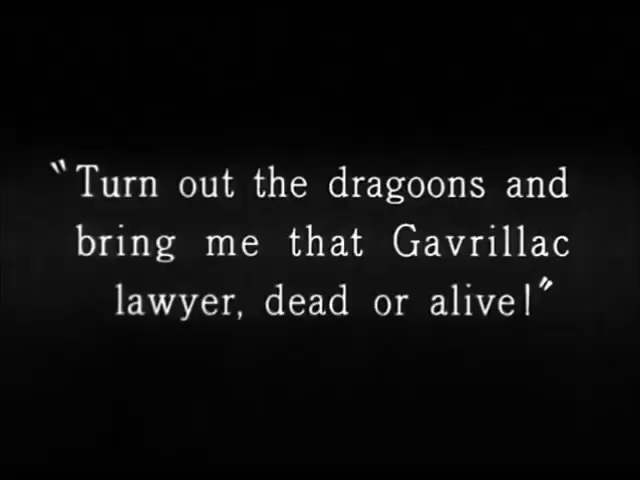 "Turn out the dragoons and
bring me that Gavrillac
lawyer, dead or alive!"